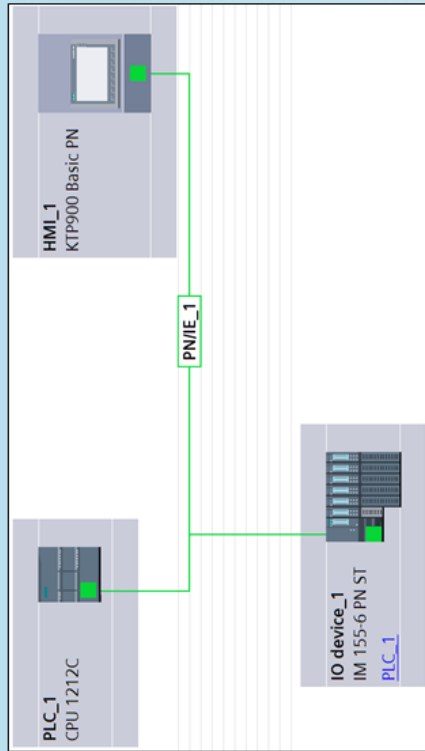 PLC_1
CPU 1212C
HMI_1
KTP900 Basic PN
PN/IE_1
IO device_1
IM 155-6 PN ST
PLC_1